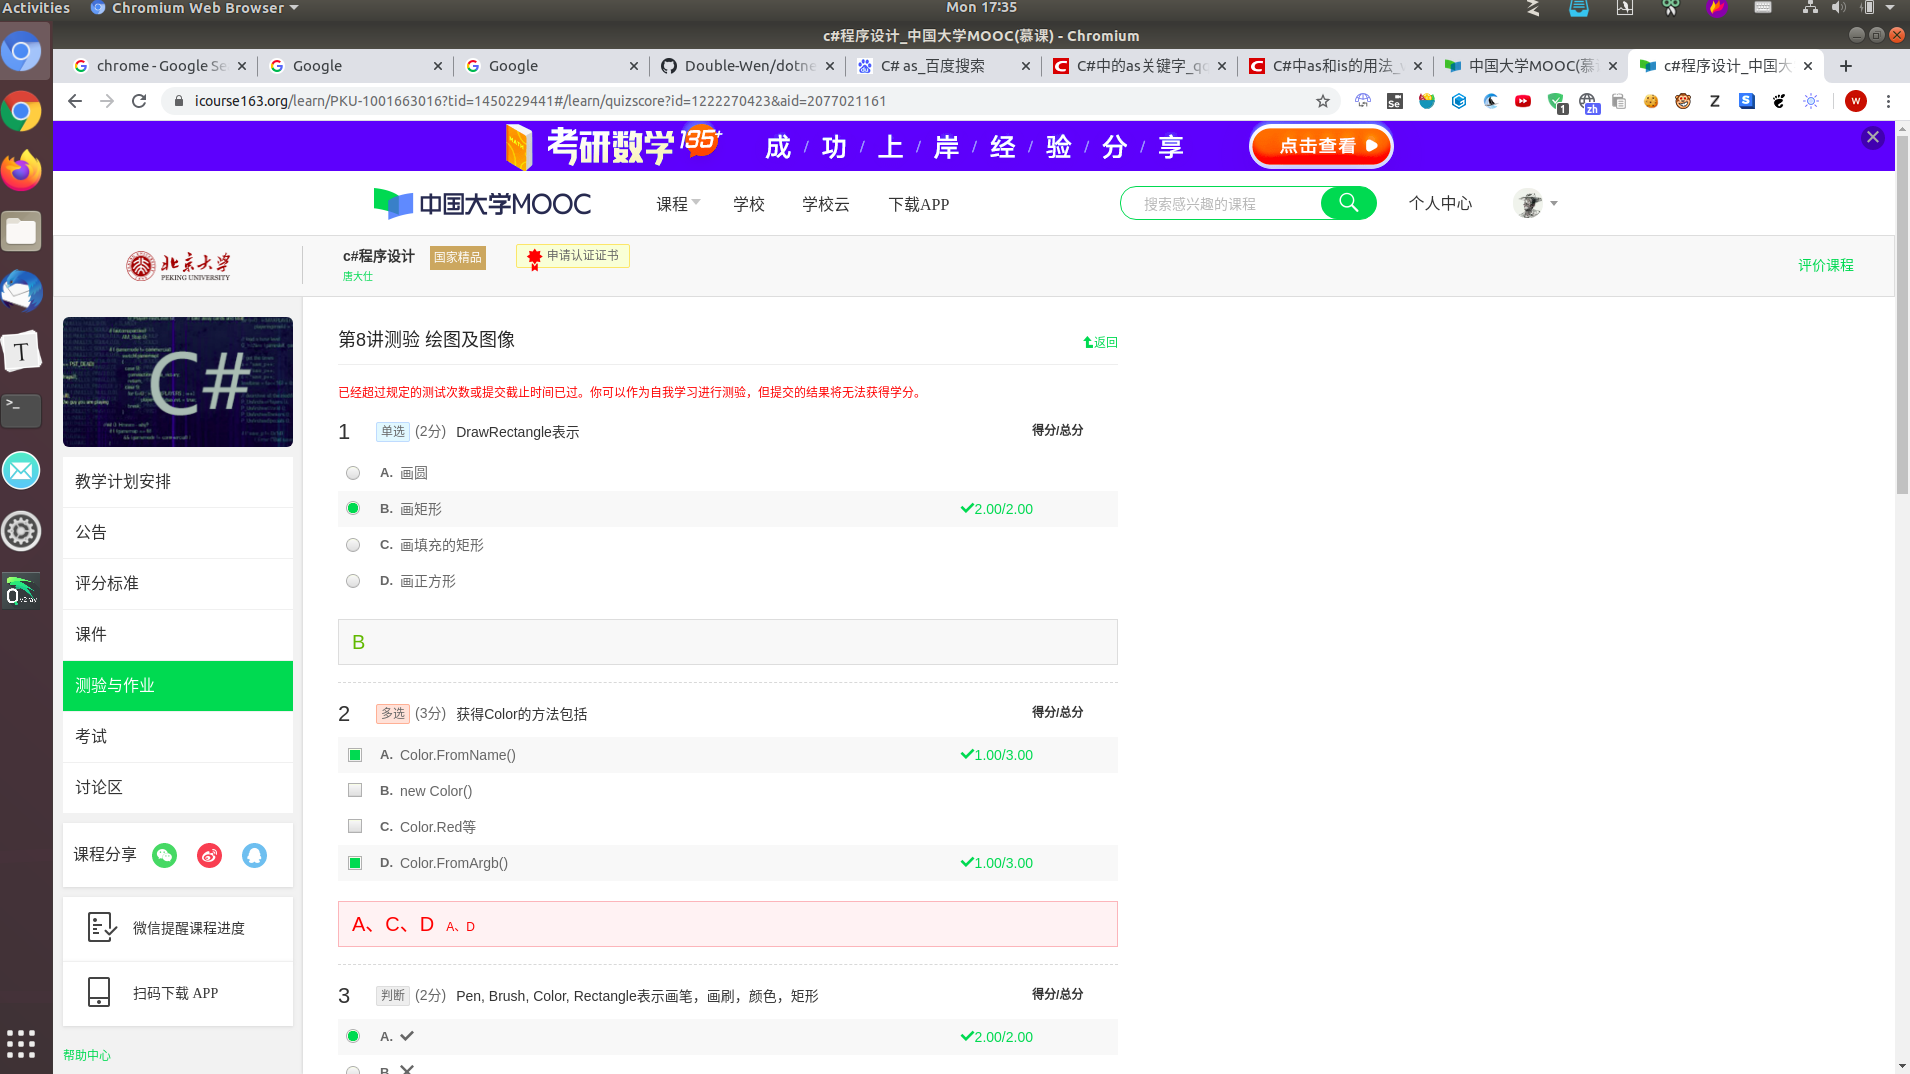 Activities
Chromium Web Browser
Mon 17:35
c#程序设计_中国大学MOOC(慕课) - Chromium
chrome - Google Se
Google
Google
Double-Wen/dotne
C# as_百度搜索
C#中的as关键字_qc
C#中as和is的用法_
中国大学MOOC(慕
c#程序设计_中国大
icourse163.org/learn/PKU-1001663016?tid=1450229441#/learn/quizscore?id=1222270423&aid=2077021161
考研数学135+
成 / 功 / 上 / 岸 / 经 / 验 / 分 / 享
点击查看
中国大学MOOC
课程
学校
学校云
下载APP
搜索感兴趣的课程
个人中心
北京大学
PEKING UNIVERSITY
c#程序设计
国家精品
申请认证证书
唐大仕
评价课程
C#
教学计划安排
公告
评分标准
课件
测验与作业
考试
讨论区
课程分享
微信提醒课程进度
扫码下载 APP
帮助中心
第8讲测验 绘图及图像
返回
已经超过规定的测试次数或提交截止时间已过。你可以作为自我学习进行测验，但提交的结果将无法获得学分。
1 单选 (2分) DrawRectangle表示 得分/总分
A. 画圆
B. 画矩形 2.00/2.00
C. 画填充的矩形
D. 画正方形
B
2 多选 (3分) 获得Color的方法包括 得分/总分
A. Color.FromName() 1.00/3.00
B. new Color()
C. Color.Red等
D. Color.FromArgb() 1.00/3.00
A、C、D A、D
3 判断 (2分) Pen, Brush, Color, Rectangle表示画笔，画刷，颜色，矩形 得分/总分
A. 2.00/2.00
B.